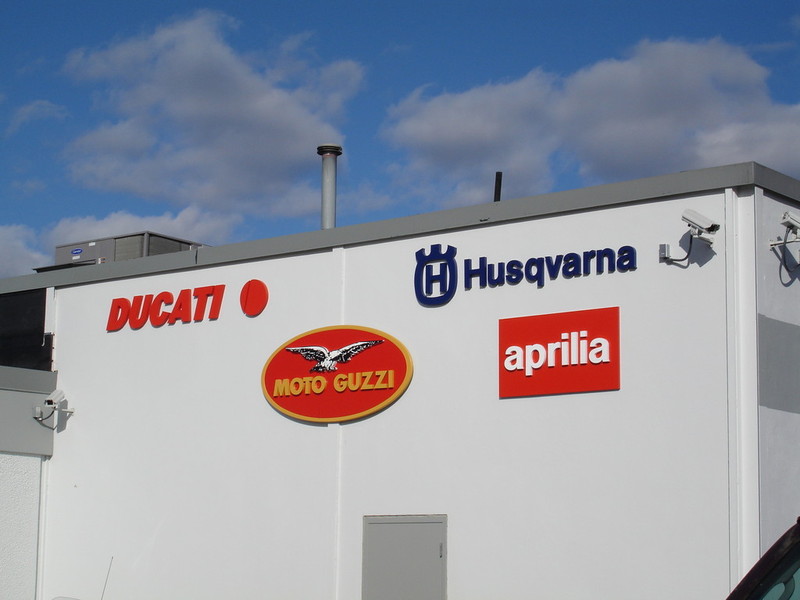 DUCATI
Husqvarna
H
MOTO GUZZI
aprilia